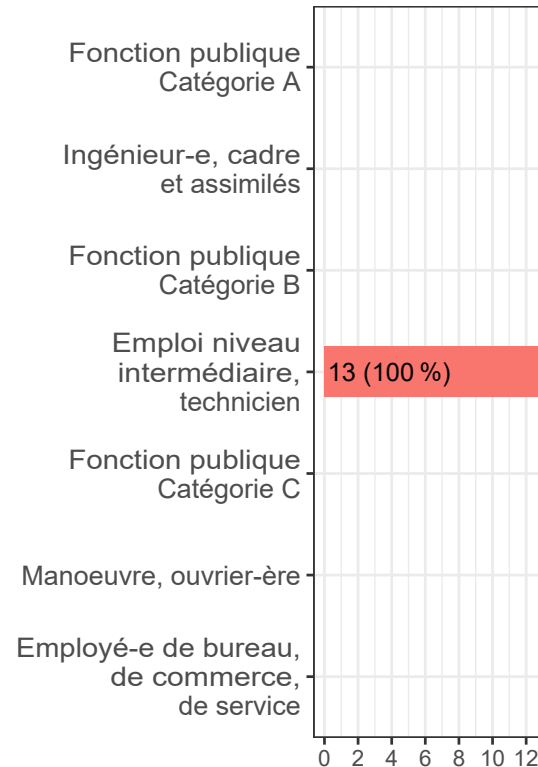 Fonction publique
Catégorie A
Ingénieur-e, cadre
et assimilés
Fonction publique
Catégorie B
Emploi niveau
intermédiaire,
technicien
13 (100 %)
Fonction publique
Catégorie C
Manoeuvre, ouvrier-ère
Employé-e de bureau,
de commerce,
de service
0 2 4 6 8 10 12